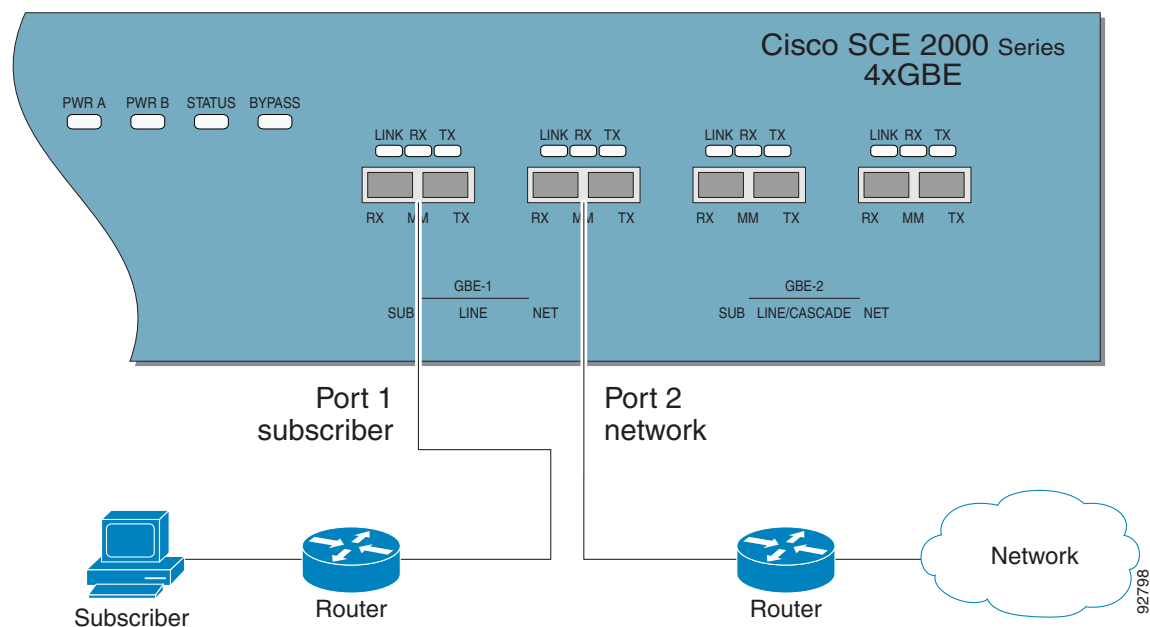 Cisco SCE 2000 Series
4xGBE
PWR A PWR B STATUS BYPASS
LINK RX TX LINK RX TX LINK RX TX LINK RX TX
RX MM TX RX MM TX RX MM TX RX MM TX
GBE-1 GBE-2
SUB LINE NET SUB LINE/CASCADE NET
Port 1
subscriber
Port 2
network
Network
Subscriber
Router
Router
92798